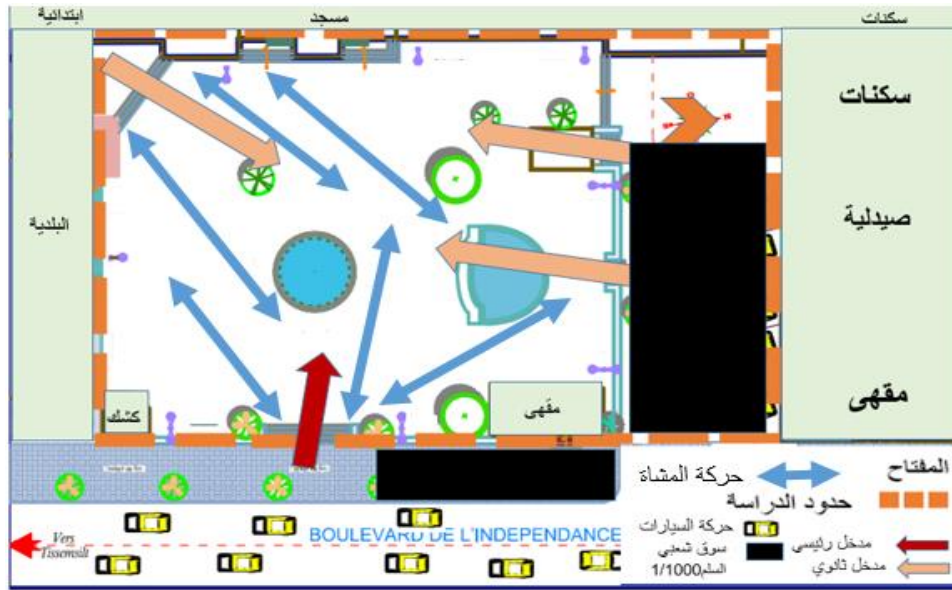 ابتدائية
مسجد
سكنات
سكنات
صيدلية
البلدية
كشك
مقهى
مقهى
المفتاح
حركة المشاة
حدود الدراسة
حركة السيارات
سوق شعبي
السلم1/1000
مدخل رئيسي
مدخل ثانوي
BOULEVARD DE L'INDEPENDANCE
Vers
Tissemsilt